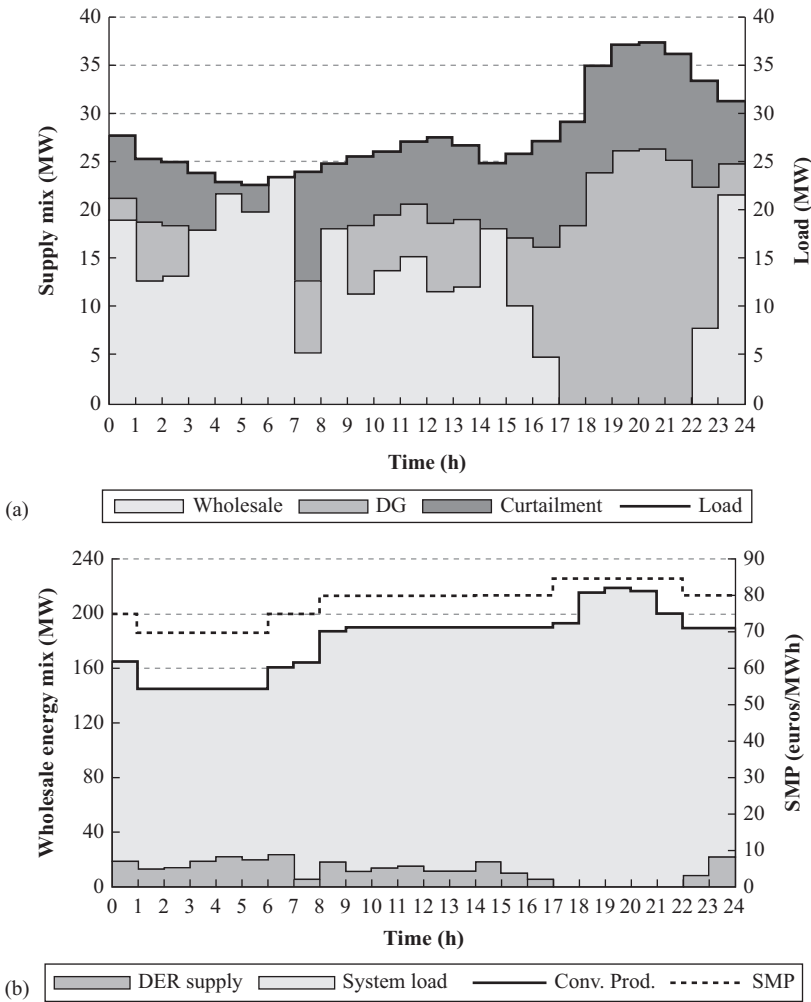 40 40
35 35
30 30
25 25
20 20
15 15
10 10
5 5
0 0
Supply mix (MW)
Load (MW)
0 1 2 3 4 5 6 7 8 9 10 11 12 13 14 15 16 17 18 19 20 21 22 23 24
Time (h)
(a)
Wholesale DG Curtailment Load
240 90
200 80
160 70
120 60
80 50
40 40
0 30
20
10
0
Wholesale energy mix (MW)
SMP (euros/MWh)
0 1 2 3 4 5 6 7 8 9 10 11 12 13 14 15 16 17 18 19 20 21 22 23 24
Time (h)
(b)
DER supply System load Conv. Prod. SMP